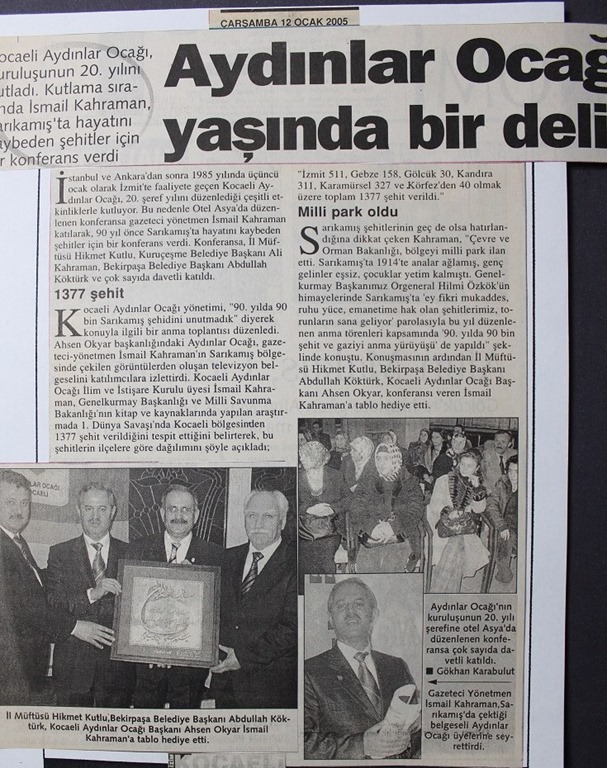 ÇARŞAMBA 12 OCAK 2005
ocaeli Aydınlar Ocağı,
uruluşunun 20. yılını
utladı. Kutlama sıra-
nda İsmail Kahraman,
arıkamış'ta hayatını
aybeden şehitler için
r konferans verdi
Aydınlar Ocağ
yaşında bir deli
İstanbul ve Ankara'dan sonra 1985 yılında üçüncü
ocak olarak İzmit'te faaliyete geçen Kocaeli Ay-
dınlar Ocağı, 20. şeref yılını düzenlediği çeşitli et-
kinliklerle kutluyor. Bu nedenle Otel Asya'da düzen-
lenen konferansa gazeteci yönetmen İsmail Kahraman
katılarak, 90 yıl önce Sarıkamış'ta hayatını kaybeden
şehitler için bir konferans verdi. Konferansa, İl Müf-
tüsü Hikmet Kutlu, Kuruçeşme Belediye Başkanı Ali
Kahraman, Bekirpaşa Belediye Başkanı Abdullah
Köktürk ve çok sayıda davetli katıldı.
1377 şehit
Kocaeli Aydınlar Ocağı yönetimi, "90. yılda 90
bin Sarıkamış şehidini unutmadık" diyerek
konuyla ilgili bir anma toplantısı düzenledi.
Ahsen Okyar başkanlığındaki Aydınlar Ocağı, gaze-
teci-yönetmen İsmail Kahraman'ın Sarıkamış bölge-
sinde çekilen görüntülerden oluşan televizyon bel-
geselini katılımcılara izlettirdi. Kocaeli Aydınlar
Ocağı İlim ve İstişare Kurulu üyesi İsmail Kahra-
man, Genelkurmay Başkanlığı ve Milli Savunma
Bakanlığı'nın kitap ve kaynaklarında yapılan araştır-
mada 1. Dünya Savaşı'nda Kocaeli bölgesinden
1377 şehit verildiğini tespit ettiğini belirterek, bu
şehitlerin ilçelere göre dağılımını şöyle açıkladı;
"İzmit 511, Gebze 158, Gölcük 30, Kandıra
311, Karamürsel 327 ve Körfez'den 40 olmak
üzere toplam 1377 şehit verildi."
Milli park oldu
Sarıkamış şehitlerinin geç de olsa hatırlan-
dığına dikkat çeken Kahraman, "Çevre ve
Orman Bakanlığı, bölgeyi milli park ilan
etti. Sarıkamış'ta 1914'te analar ağlamış, genç
gelinler eşsiz, çocuklar yetim kalmıştı. Genel-
kurmay Başkanımız Orgeneral Hilmi Özkök'ün
himayelerinde Sarıkamış'ta 'ey fikri mukaddes,
ruhu yüce, emanetime hak olan şehitlerimiz, to-
runların sana geliyor' parolasıyla bu yıl düzenle-
nen anma törenleri kapsamında '90. yılda 90 bin
şehit ve gaziyi anma yürüyüşü' de yapıldı" şek-
linde konuştu. Konuşmasının ardından İl Müftü-
sü Hikmet Kutlu, Bekirpaşa Belediye Başkanı
Abdullah Köktürk, Kocaeli Aydınlar Ocağı Baş-
kanı Ahsen Okyar, konferansı veren İsmail
Kahraman'a tablo hediye etti.
LAR OCAĞI
OCAELİ
Aydınlar Ocağı'nın
kuruluşunun 20. yılı
şerefine otel Asya'da
düzenlenen konfe-
ransa çok sayıda da-
vetli katıldı.
■ Gökhan Karabulut
Gazeteci Yönetmen
İsmail Kahraman,Sa-
rıkamış'da çektiği
belgeseli Aydınlar
Ocağı üyelerine sey-
rettirdi.
İl Müftüsü Hikmet Kutlu,Bekirpaşa Belediye Başkanı Abdullah Kök-
türk, Kocaeli Aydınlar Ocağı Başkanı Ahsen Okyar İsmail
Kahraman'a tablo hediye etti.